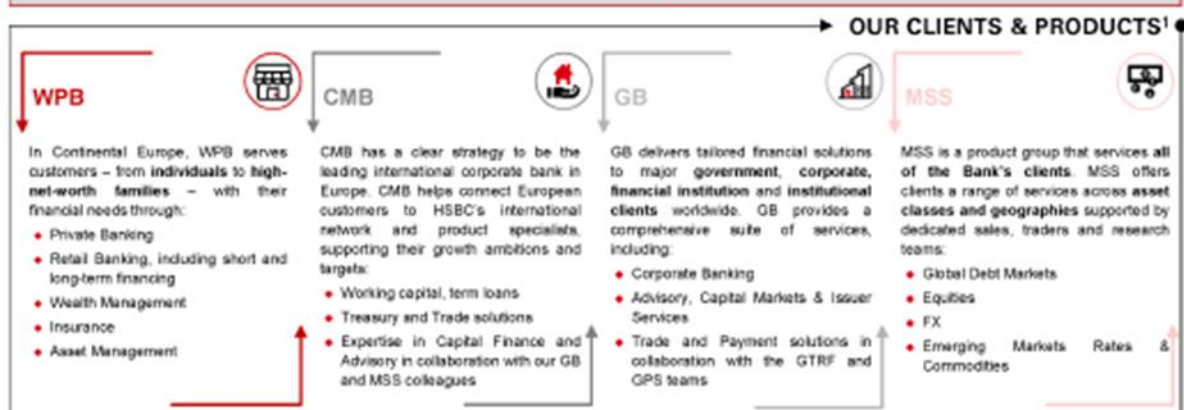 OUR CLIENTS & PRODUCTS¹
WPB
In Continental Europe, WPB serves
customers – from individuals to high-
net-worth families – with their
financial needs through:
Private Banking
Retail Banking, including short and
long-term financing
Wealth Management
Insurance
Asset Management
CMB
CMB has a clear strategy to be the
leading international corporate bank in
Europe. CMB helps connect European
customers to HSBC's international
network and product specialists,
supporting their growth ambitions and
targets:
Working capital, term loans
Treasury and Trade solutions
Expertise in Capital Finance and
Advisory in collaboration with our GB
and MSS colleagues
GB
GB delivers tailored financial solutions
to major government, corporate,
financial institution and institutional
clients worldwide. GB provides a
comprehensive suite of services,
including:
Corporate Banking
Advisory, Capital Markets & Issuer
Services
Trade and Payment solutions in
collaboration with the GTRF and
GPS teams
MSS
MSS is a product group that services all
of the Bank's clients. MSS offers
clients a range of services across asset
classes and geographies supported by
dedicated sales, traders and research
teams:
Global Debt Markets
Equities
FX
Emerging Markets Rates &
Commodities